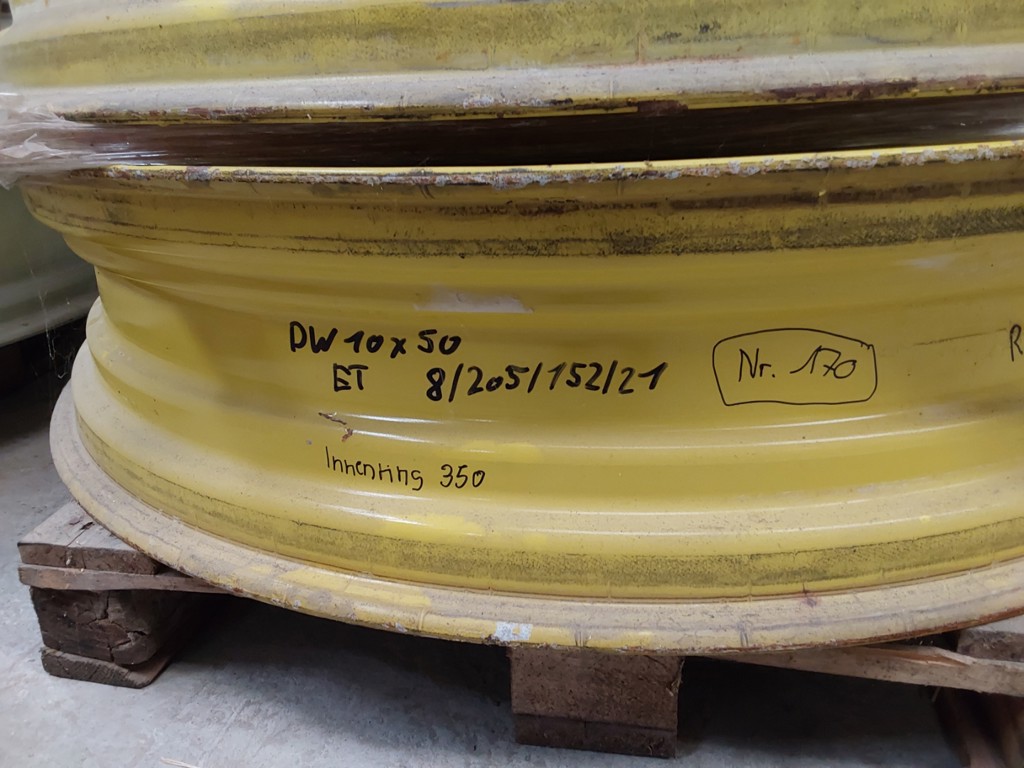 DW 10 x 50
ET 8/205/152/21
Nr. 170
R
Innenring 350